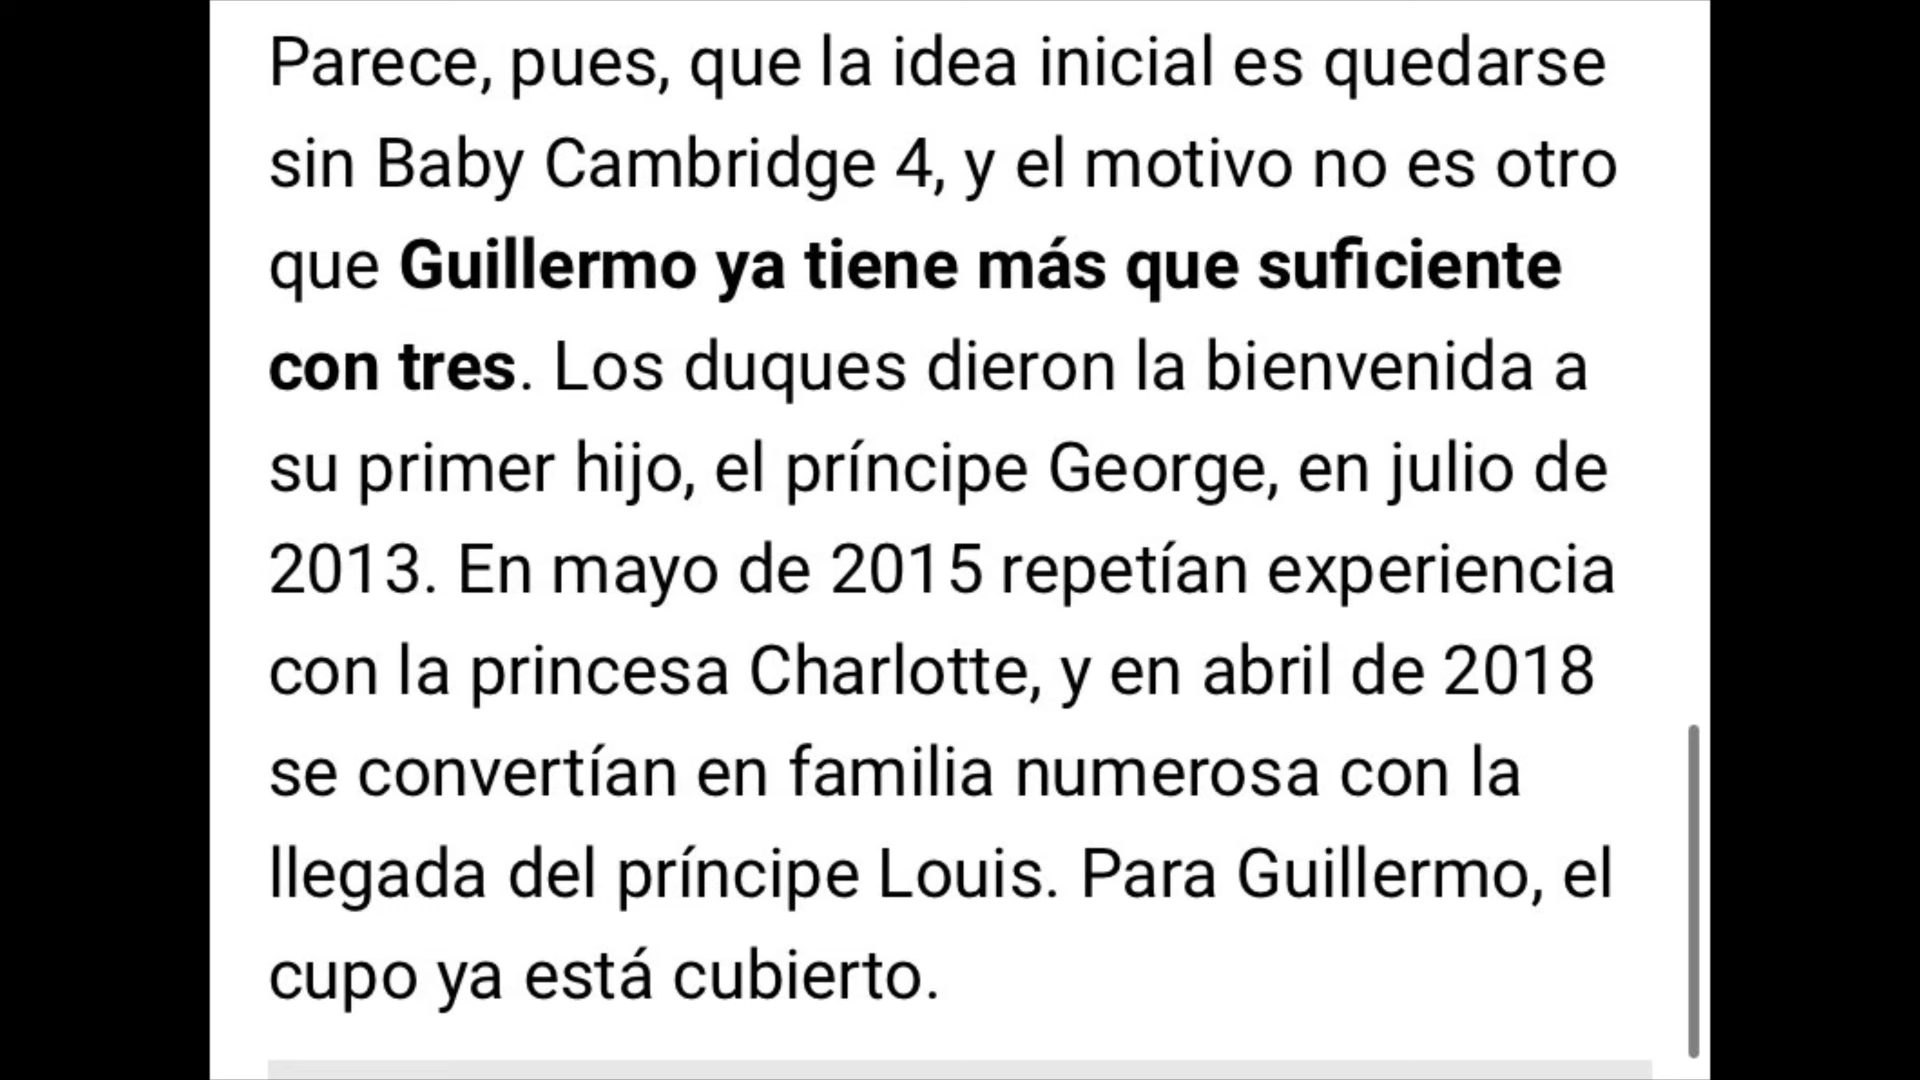 Parece, pues, que la idea inicial es quedarse
sin Baby Cambridge 4, y el motivo no es otro
que Guillermo ya tiene más que suficiente
con tres. Los duques dieron la bienvenida a
su primer hijo, el príncipe George, en julio de
2013. En mayo de 2015 repetían experiencia
con la princesa Charlotte, y en abril de 2018
se convertían en familia numerosa con la
llegada del príncipe Louis. Para Guillermo, el
cupo ya está cubierto.